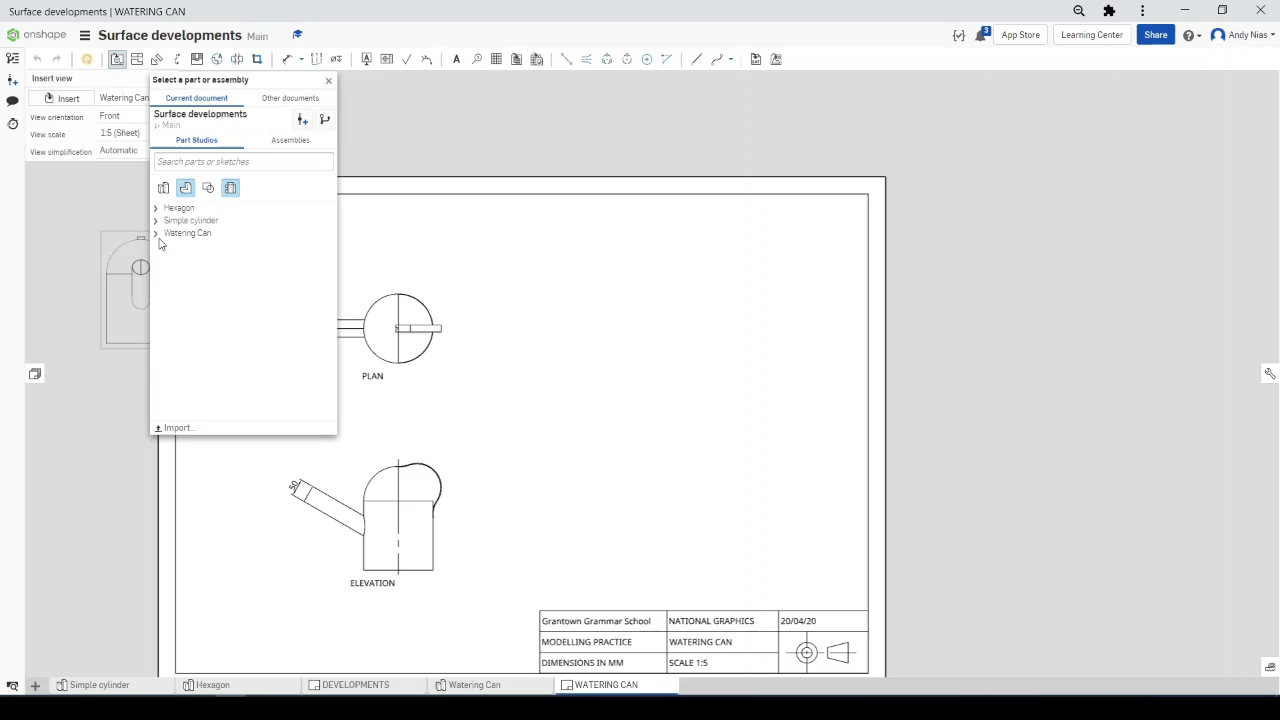 Surface developments | WATERING CAN
onshape
Surface developments Main
3
App Store
Learning Center
Share
Andy Nias
Insert view
Insert
Watering Can
View orientation
Front
View scale
1:5 (Sheet)
View simplification
Automatic
Select a part or assembly
Current document
Other documents
Surface developments
Main
Part Studios
Assemblies
Search parts or sketches
Hexagon
Simple cylinder
Watering Can
Import...
PLAN
50
ELEVATION
Grantown Grammar School
NATIONAL GRAPHICS
20/04/20
MODELLING PRACTICE
WATERING CAN
DIMENSIONS IN MM
SCALE 1:5
Simple cylinder
Hexagon
DEVELOPMENTS
Watering Can
WATERING CAN